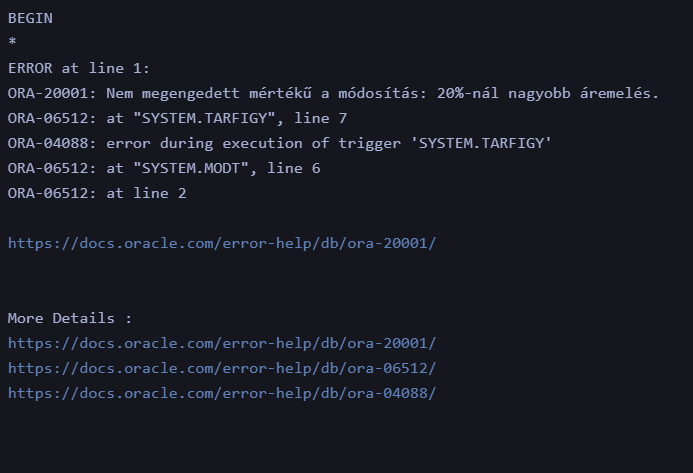 BEGIN
*
ERROR at line 1:
ORA-20001: Nem megengedett mértékű a módosítás: 20%-nál nagyobb áremelés.
ORA-06512: at "SYSTEM.TARFIGY", line 7
ORA-04088: error during execution of trigger 'SYSTEM.TARFIGY'
ORA-06512: at "SYSTEM.MODT", line 6
ORA-06512: at line 2
https://docs.oracle.com/error-help/db/ora-20001/
More Details :
https://docs.oracle.com/error-help/db/ora-20001/
https://docs.oracle.com/error-help/db/ora-06512/
https://docs.oracle.com/error-help/db/ora-04088/